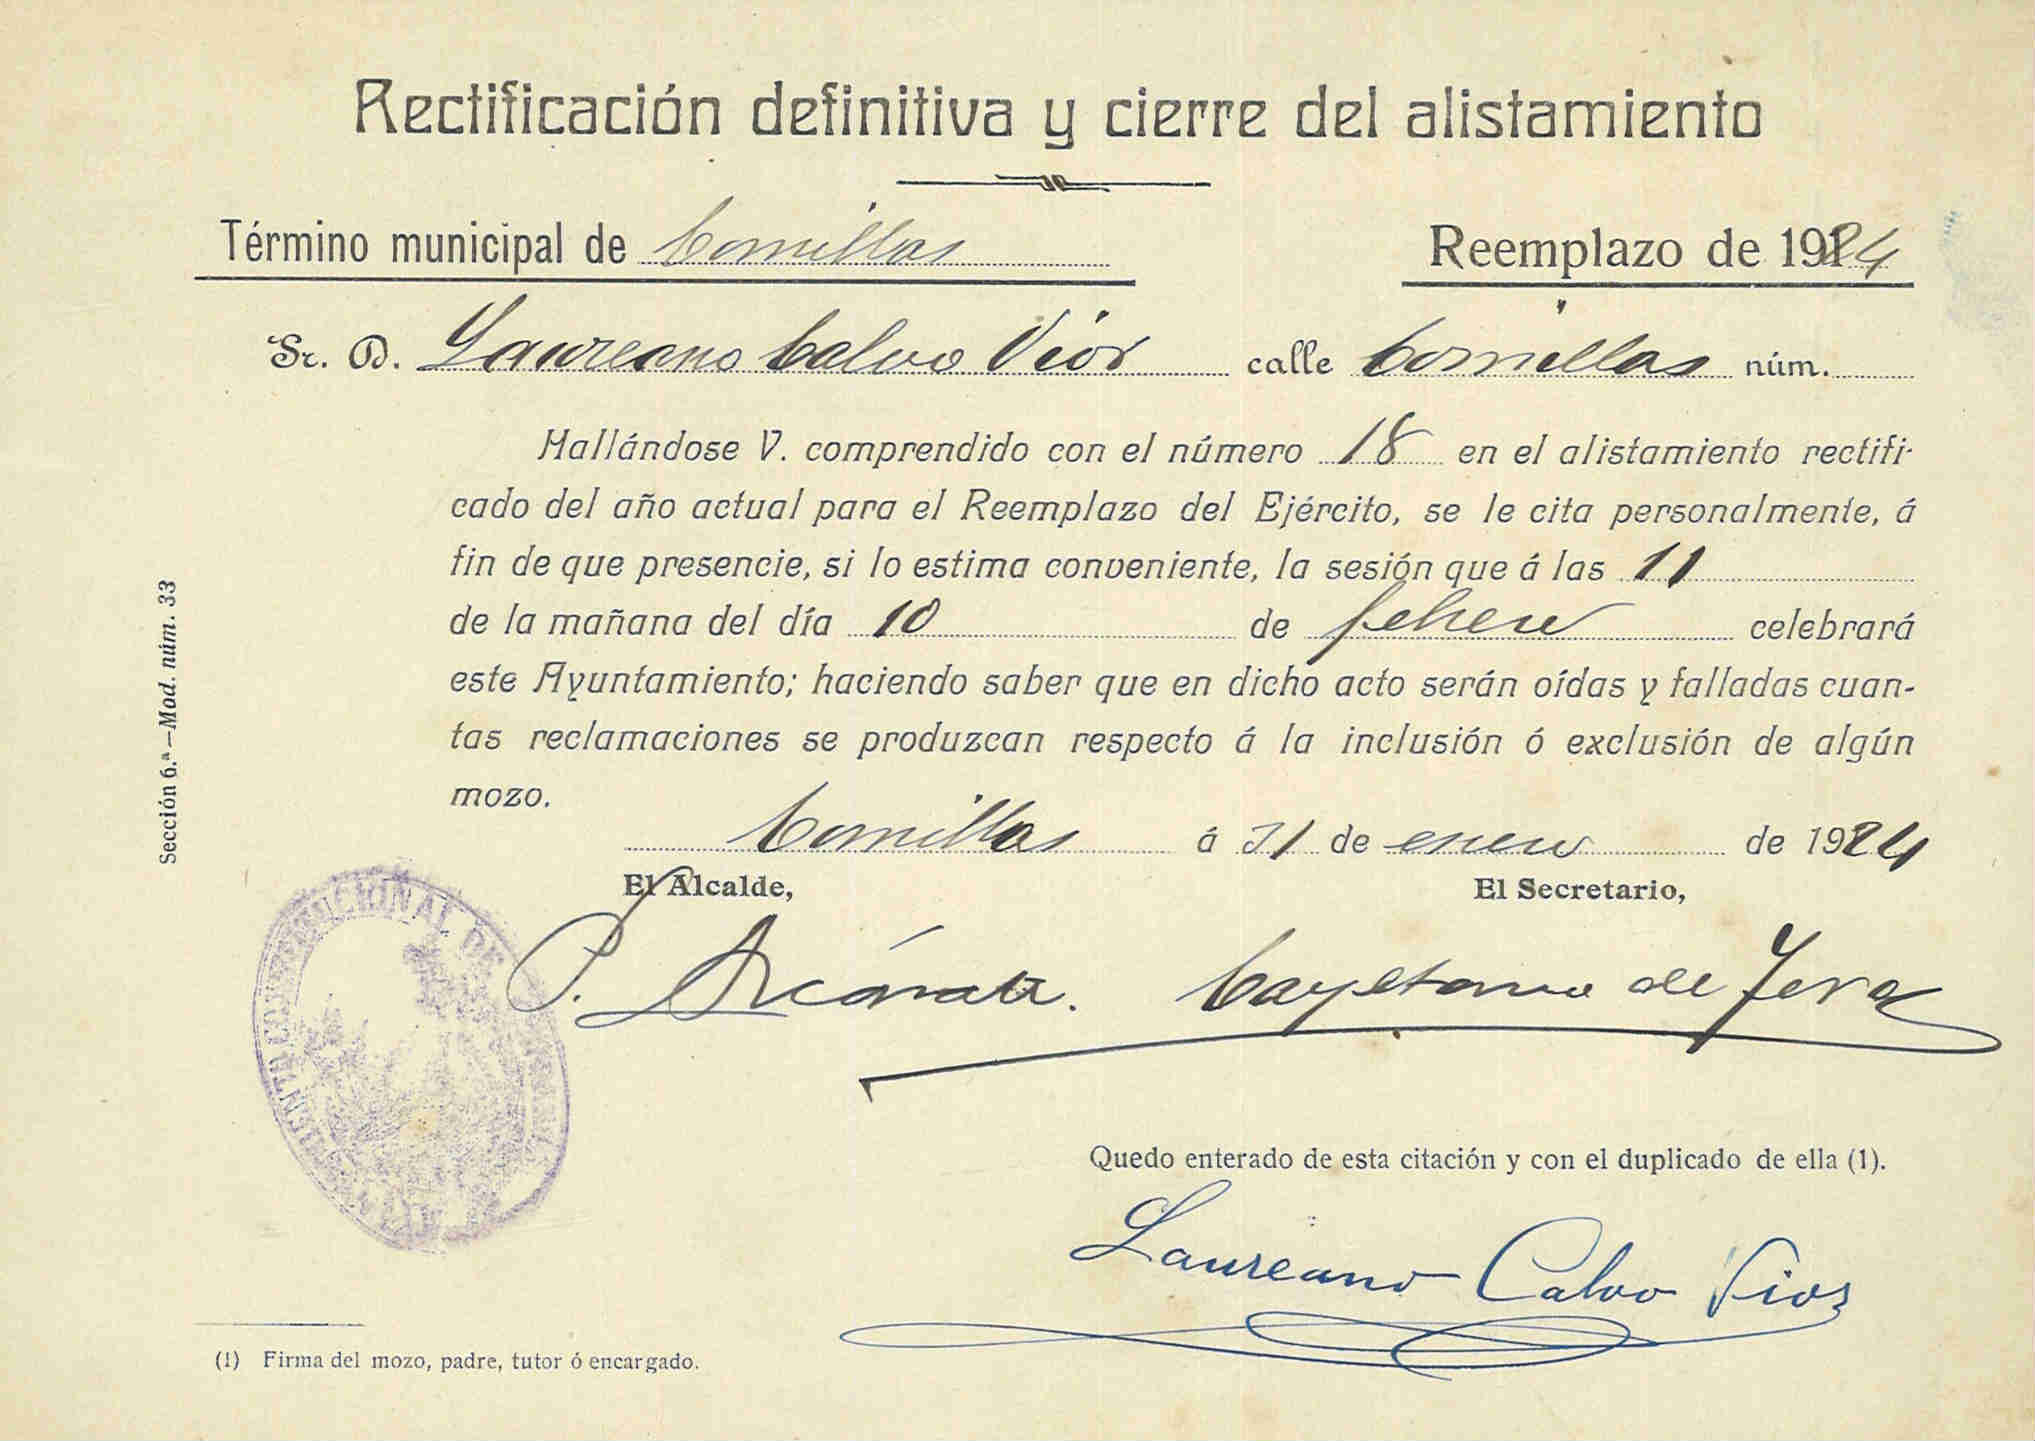 Rectificación definitiva y cierre del alistamiento
Término municipal de Comillas
Reemplazo de 1924
Sr. D. Laureano Calvo Vior calle Comillas núm.
Hallándose V. comprendido con el número 18 en el alistamiento rectifi-
cado del año actual para el Reemplazo del Ejército, se le cita personalmente, á
fin de que presencie, si lo estima conveniente, la sesión que á las 11
de la mañana del día 10 de febrero celebrará
este Ayuntamiento; haciendo saber que en dicho acto serán oídas y falladas cuan-
tas reclamaciones se produzcan respecto á la inclusión ó exclusión de algún
mozo.
Comillas á 31 de enero de 1924
El Alcalde,
El Secretario,
P.
Cayetano de
Quedo enterado de esta citación y con el duplicado de ella (1).
Laureano Calvo Vior
(1) Firma del mozo, padre, tutor ó encargado.
Sección 6.ª—Mod. núm. 33